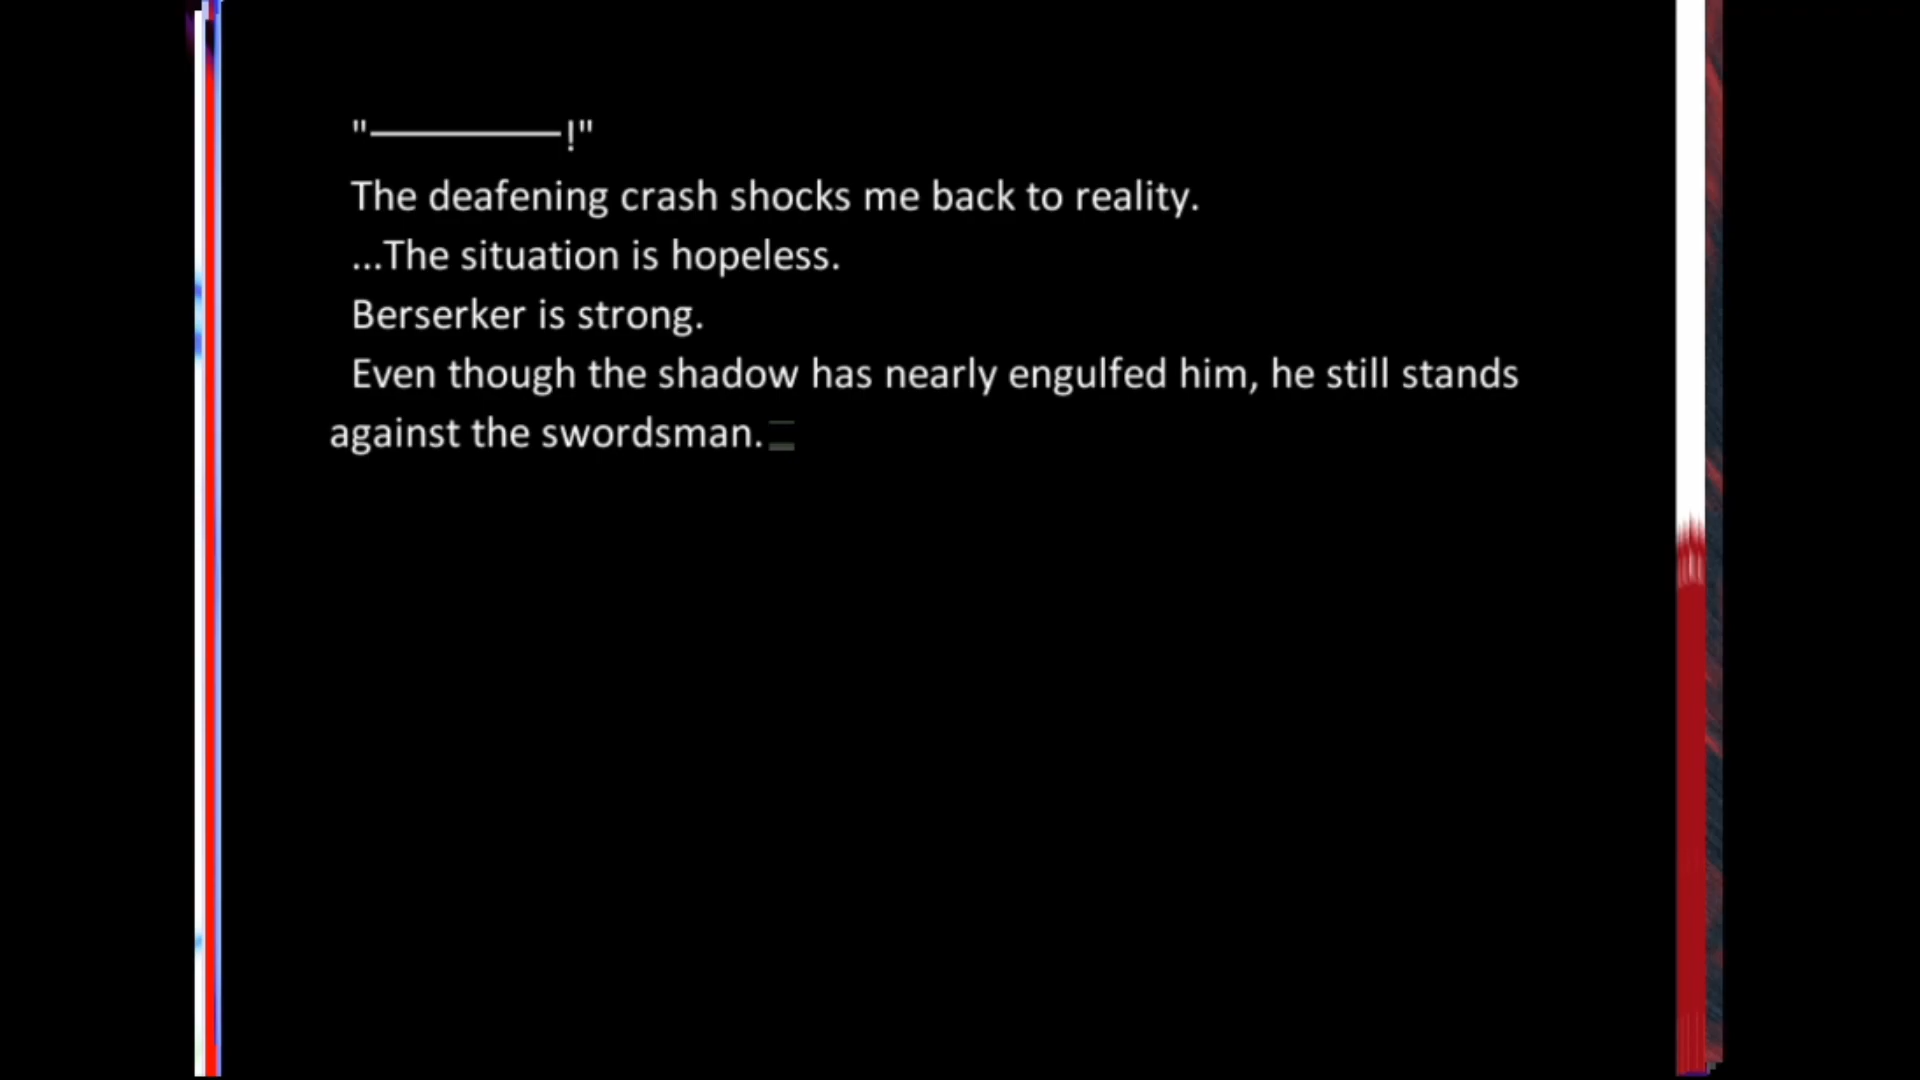 "—————!"
The deafening crash shocks me back to reality.
...The situation is hopeless.
Berserker is strong.
Even though the shadow has nearly engulfed him, he still stands
against the swordsman.